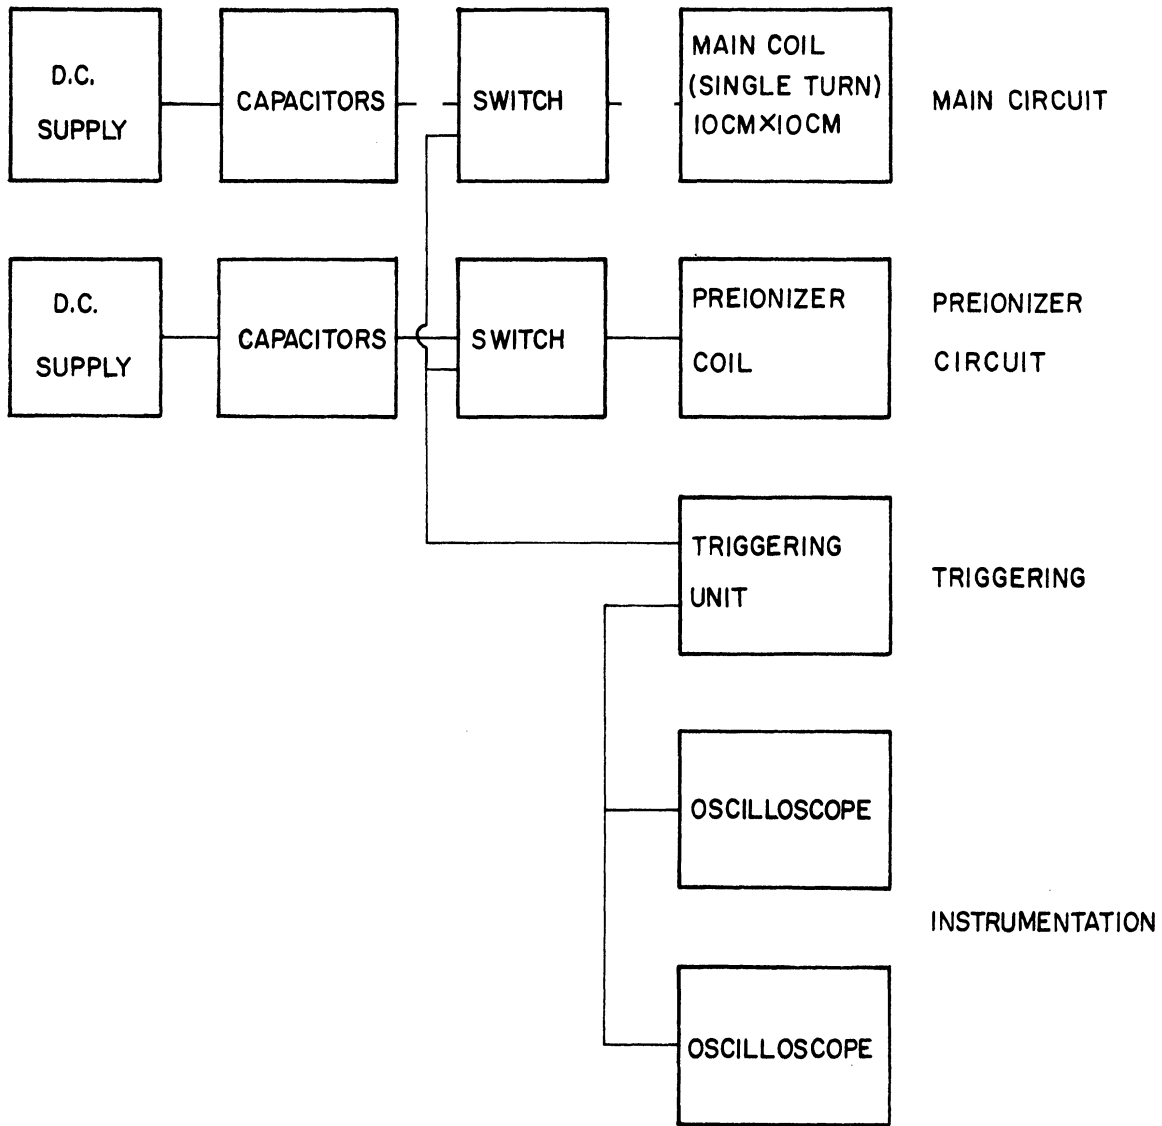 D.C.
SUPPLY
CAPACITORS
SWITCH
MAIN COIL
(SINGLE TURN)
10CM×10CM
MAIN CIRCUIT
D.C.
SUPPLY
CAPACITORS
SWITCH
PREIONIZER
COIL
PREIONIZER
CIRCUIT
TRIGGERING
UNIT
TRIGGERING
OSCILLOSCOPE
INSTRUMENTATION
OSCILLOSCOPE